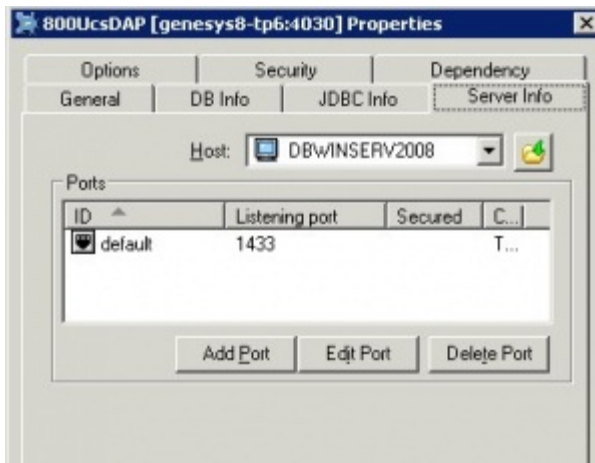 800UcsDAP [genesys8-tp6:4030] Properties
Options Security Dependency
General DB Info JDBC Info Server Info
Host: DBWINSERV2008
Ports
ID Listening port Secured C...
default 1433 T...
Add Port Edit Port Delete Port